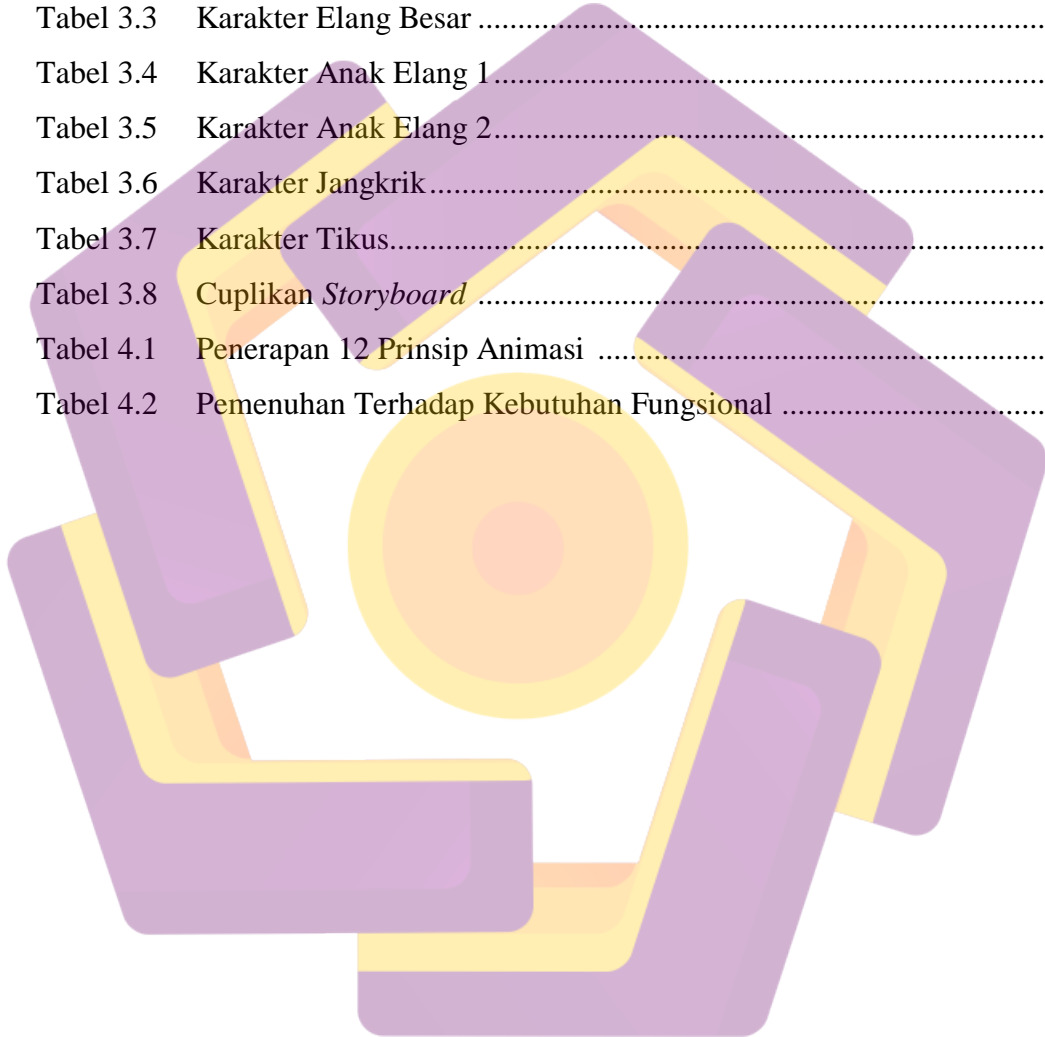 Tabel 3.3 Karakter Elang Besar ......................................................................
Tabel 3.4 Karakter Anak Elang 1.....................................................................
Tabel 3.5 Karakter Anak Elang 2.....................................................................
Tabel 3.6 Karakter Jangkrik.............................................................................
Tabel 3.7 Karakter Tikus..................................................................................
Tabel 3.8 Cuplikan Storyboard .......................................................................
Tabel 4.1 Penerapan 12 Prinsip Animasi ........................................................
Tabel 4.2 Pemenuhan Terhadap Kebutuhan Fungsional .................................